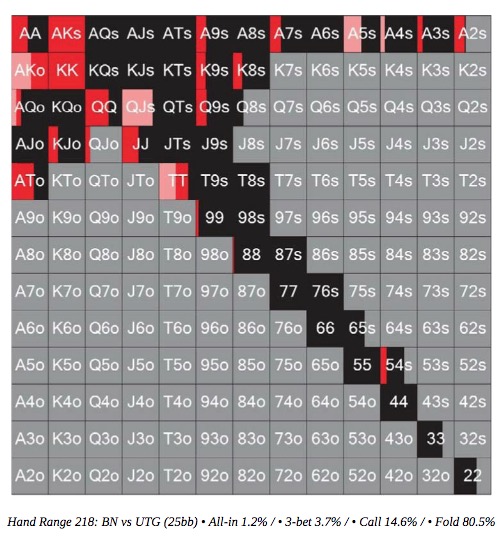 AA AKs AQs AJs ATs A9s A8s A7s A6s A5s A4s A3s A2s
AKo KK KQs KJs KTs K9s K8s K7s K6s K5s K4s K3s K2s
AQo KQo QQ QJs QTs Q9s Q8s Q7s Q6s Q5s Q4s Q3s Q2s
AJo KJo QJo JJ JTs J9s J8s J7s J6s J5s J4s J3s J2s
ATo KTo QTo JTo TT T9s T8s T7s T6s T5s T4s T3s T2s
A9o K9o Q9o J9o T9o 99 98s 97s 96s 95s 94s 93s 92s
A8o K8o Q8o J8o T8o 98o 88 87s 86s 85s 84s 83s 82s
A7o K7o Q7o J7o T7o 97o 87o 77 76s 75s 74s 73s 72s
A6o K6o Q6o J6o T6o 96o 86o 76o 66 65s 64s 63s 62s
A5o K5o Q5o J5o T5o 95o 85o 75o 65o 55 54s 53s 52s
A4o K4o Q4o J4o T4o 94o 84o 74o 64o 54o 44 43s 42s
A3o K3o Q3o J3o T3o 93o 83o 73o 63o 53o 43o 33 32s
A2o K2o Q2o J2o T2o 92o 82o 72o 62o 52o 42o 32o 22
Hand Range 218: BN vs UTG (25bb) • All-in 1.2% / • 3-bet 3.7% / • Call 14.6% / • Fold 80.5%